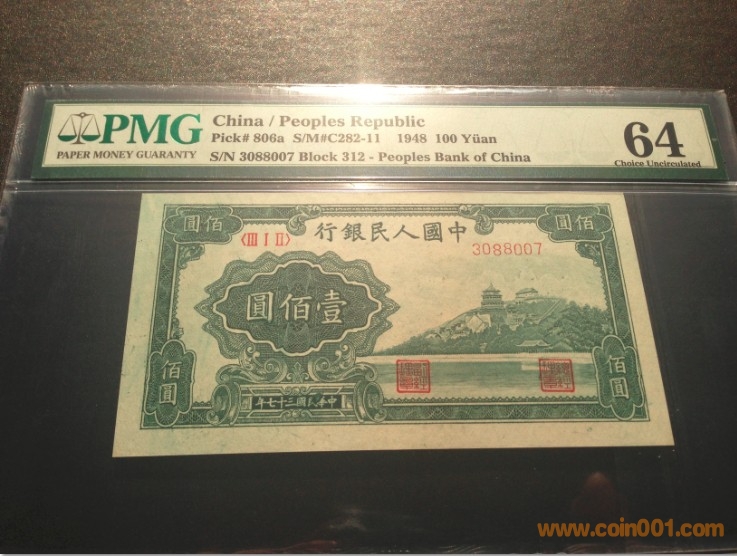 PMG
PAPER MONEY GUARANTY
China / Peoples Republic
Pick# 806a S/M#C282-11 1948 100 Yüan
S/N 3088007 Block 312 - Peoples Bank of China
64
Choice Uncirculated
佰圓
行銀民人國中
圓佰
〈III I II〉
3088007
圓佰壹
佰圓
佰圓
年七十三國民華中
www.coin001.com